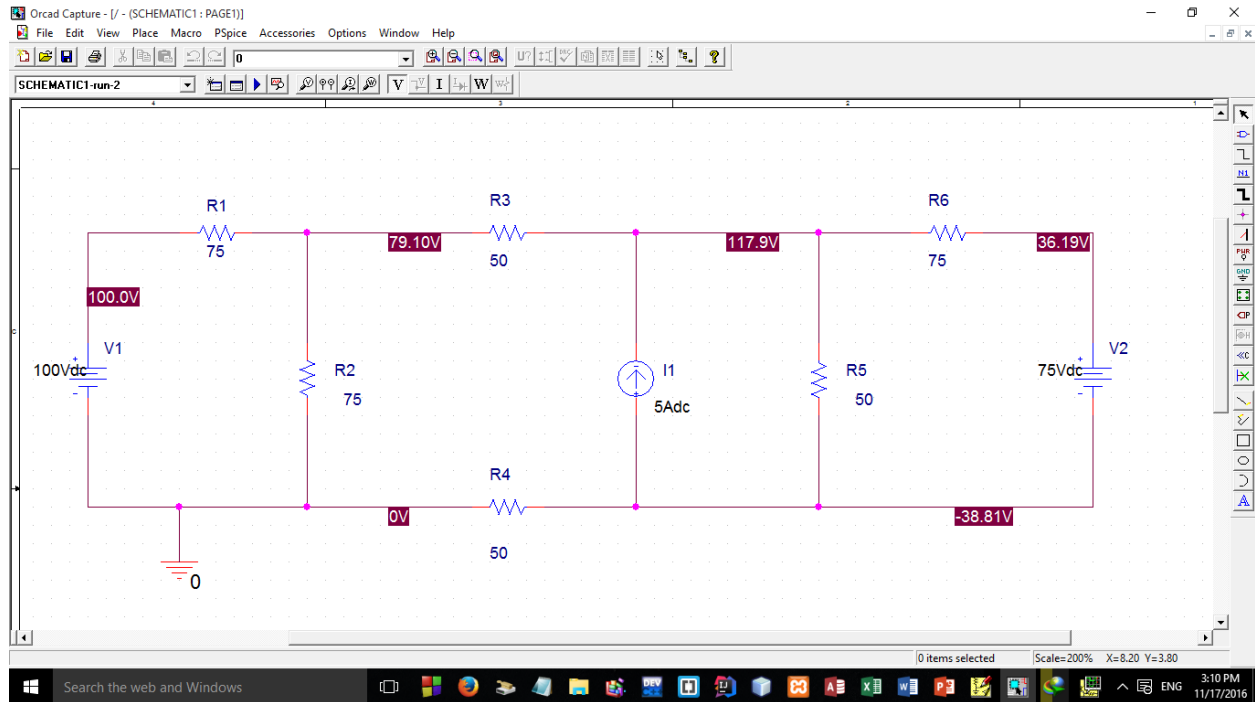 Orcad Capture - [/ - (SCHEMATIC1 : PAGE1)]
File Edit View Place Macro PSpice Accessories Options Window Help
0
U?
SCHEMATIC1-run-2
V I W
4 3 2 1
N1
PWR
GND
C
R1
75
R3
50
R6
75
79.10V
117.9V
36.19V
100.0V
V1
100Vdc
R2
75
I1
5Adc
R5
50
V2
75Vdc
R4
50
0V
-38.81V
0
A
0 items selected Scale=200% X=8.20 Y=3.80
Search the web and Windows
ENG
3:10 PM
11/17/2016